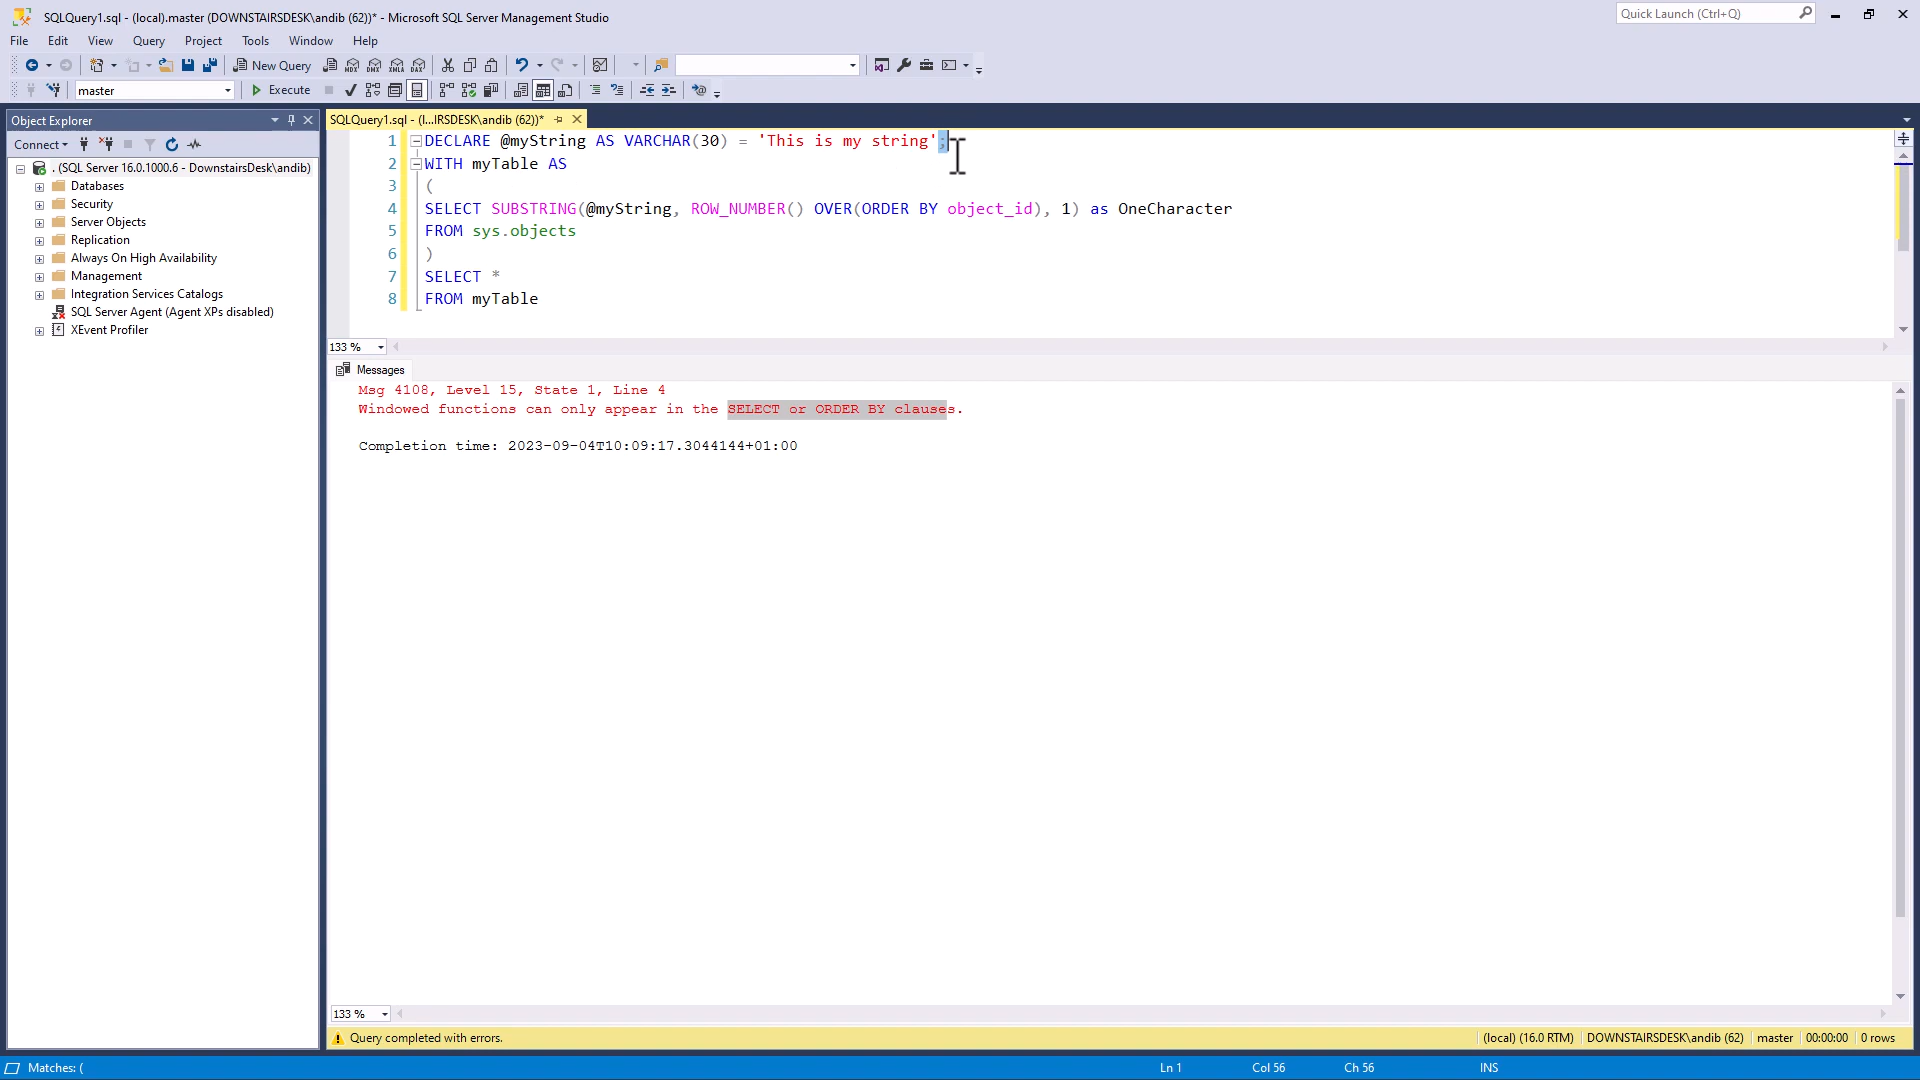 SQLQuery1.sql - (local).master (DOWNSTAIRSDESK\andib (62))* - Microsoft SQL Server Management Studio
Quick Launch (Ctrl+Q)
File Edit View Query Project Tools Window Help
New Query
MDX DMX XMLA DAX
master
Execute
Object Explorer
SQLQuery1.sql - (l...IRSDESK\andib (62))*
Connect
. (SQL Server 16.0.1000.6 - DownstairsDesk\andib)
Databases
Security
Server Objects
Replication
Always On High Availability
Management
Integration Services Catalogs
SQL Server Agent (Agent XPs disabled)
XEvent Profiler
1 DECLARE @myString AS VARCHAR(30) = 'This is my string';
2 WITH myTable AS
3 (
4 SELECT SUBSTRING(@myString, ROW_NUMBER() OVER(ORDER BY object_id), 1) as OneCharacter
5 FROM sys.objects
6 )
7 SELECT *
8 FROM myTable
133 %
Messages
Msg 4108, Level 15, State 1, Line 4
Windowed functions can only appear in the SELECT or ORDER BY clauses.
Completion time: 2023-09-04T10:09:17.3044144+01:00
133 %
Query completed with errors.
(local) (16.0 RTM) DOWNSTAIRSDESK\andib (62) master 00:00:00 0 rows
Matches: (
Ln 1 Col 56 Ch 56 INS